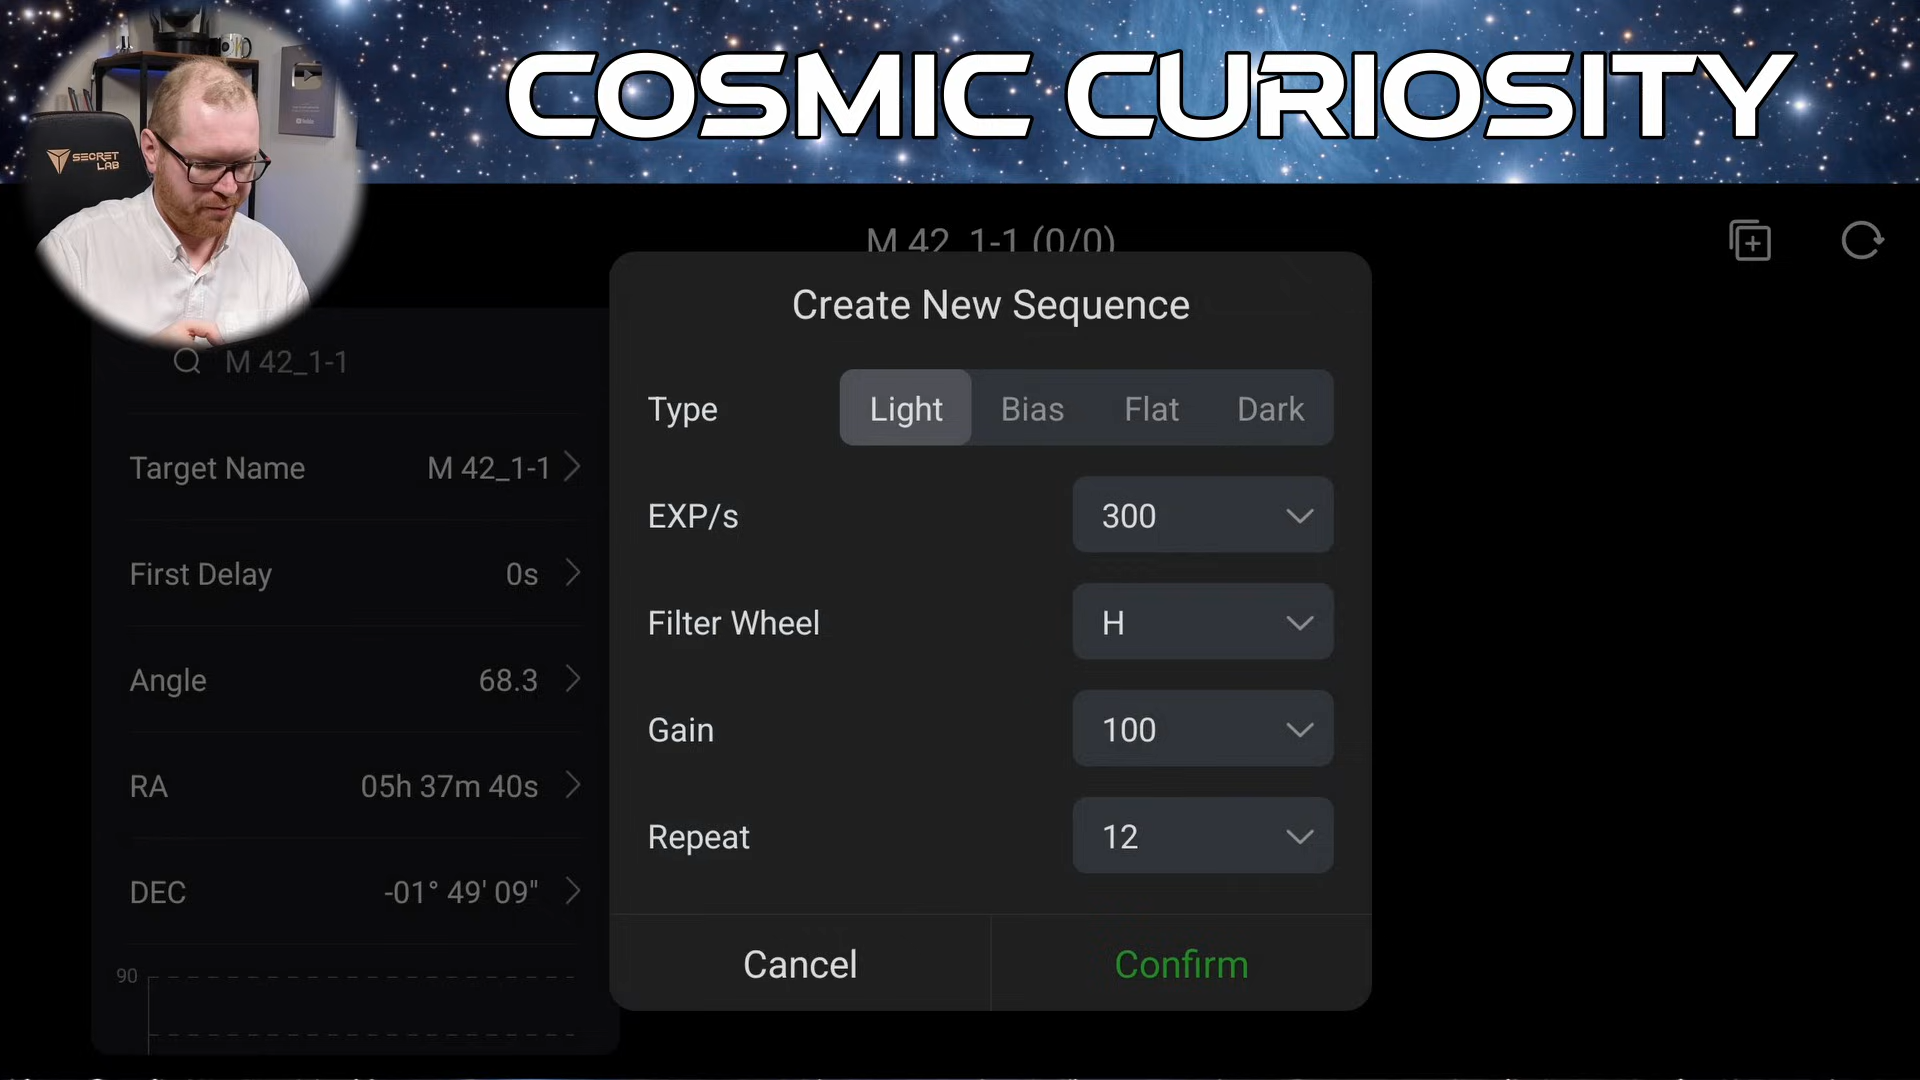 COSMIC CURIOSITY
SECRET
LAB
M 42_1-1 (0/0)
Create New Sequence
M 42_1-1
Type
Light
Bias
Flat
Dark
Target Name
M 42_1-1
EXP/s
300
First Delay
0s
Filter Wheel
H
Angle
68.3
Gain
100
RA
05h 37m 40s
Repeat
12
DEC
-01° 49' 09"
Cancel
Confirm
90